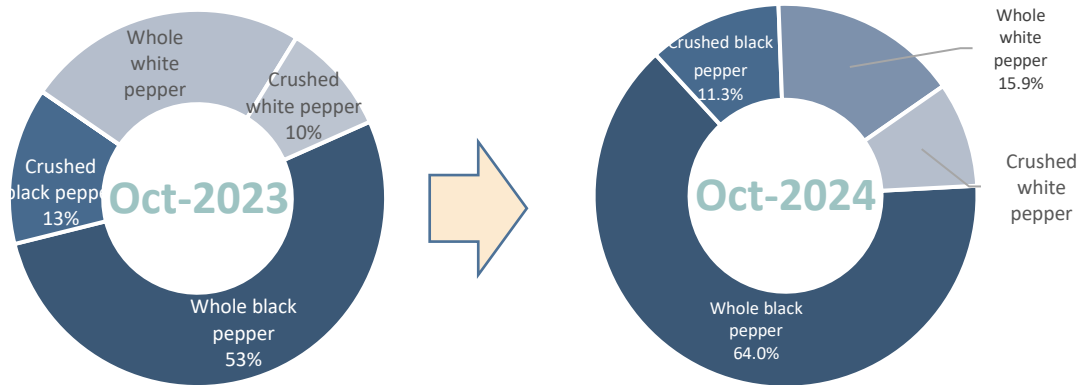 Whole
white
pepper
Crushed
white pepper
10%
Crushed
black pepper
13%
Oct-2023
Whole black
pepper
53%
Crushed black
pepper
11.3%
Whole
white
pepper
15.9%
Crushed
white
pepper
Oct-2024
Whole black
pepper
64.0%